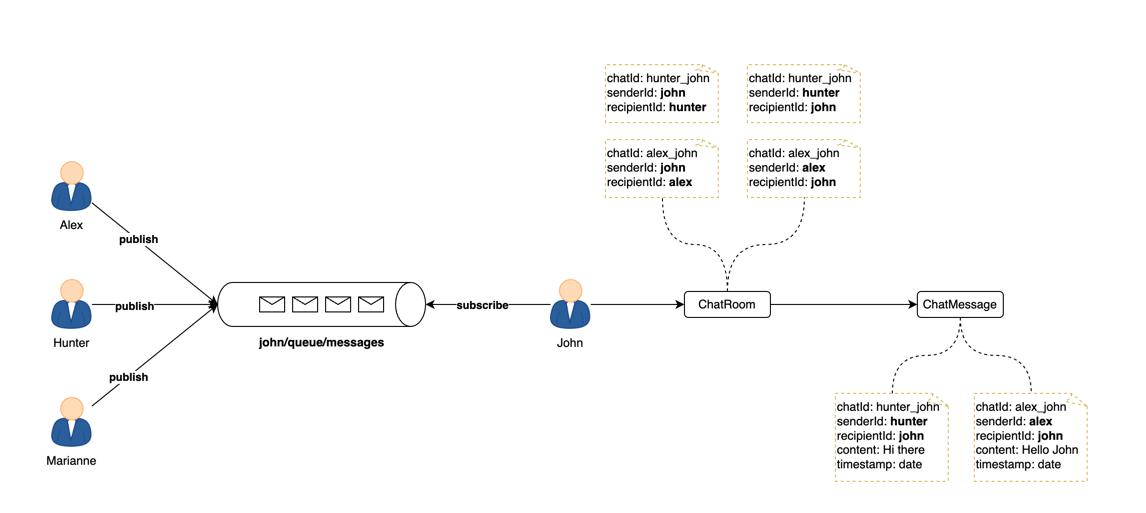 chatId: hunter_john
senderId: john
recipientId: hunter
chatId: hunter_john
senderId: hunter
recipientId: john
chatId: alex_john
senderId: john
recipientId: alex
chatId: alex_john
senderId: alex
recipientId: john
Alex
publish
Hunter
publish
Marianne
publish
john/queue/messages
subscribe
John
ChatRoom
ChatMessage
chatId: hunter_john
senderId: hunter
recipientId: john
content: Hi there
timestamp: date
chatId: alex_john
senderId: alex
recipientId: john
content: Hello John
timestamp: date